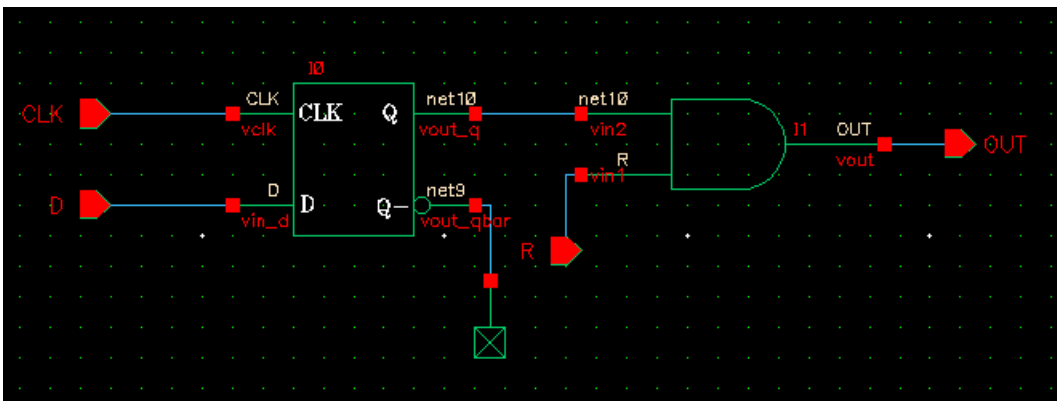 I0
CLK
CLK
vclk
CLK
Q
net10
vout_q
net10
vin2
I1
OUT
vout
OUT
R
vin1
D
D
vin_d
D
Q-
net9
vout_qbar
R